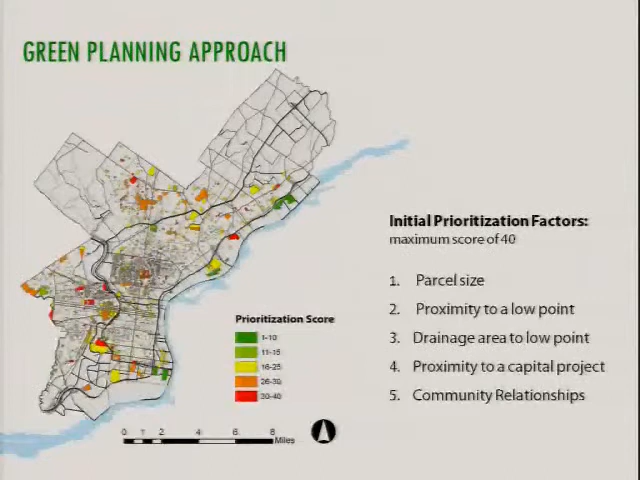 GREEN PLANNING APPROACH
Initial Prioritization Factors:
maximum score of 40
1. Parcel size
2. Proximity to a low point
3. Drainage area to low point
4. Proximity to a capital project
5. Community Relationships
Prioritization Score
1-10
11-15
16-25
26-30
30-40
0 1 2 4 6 8
Miles